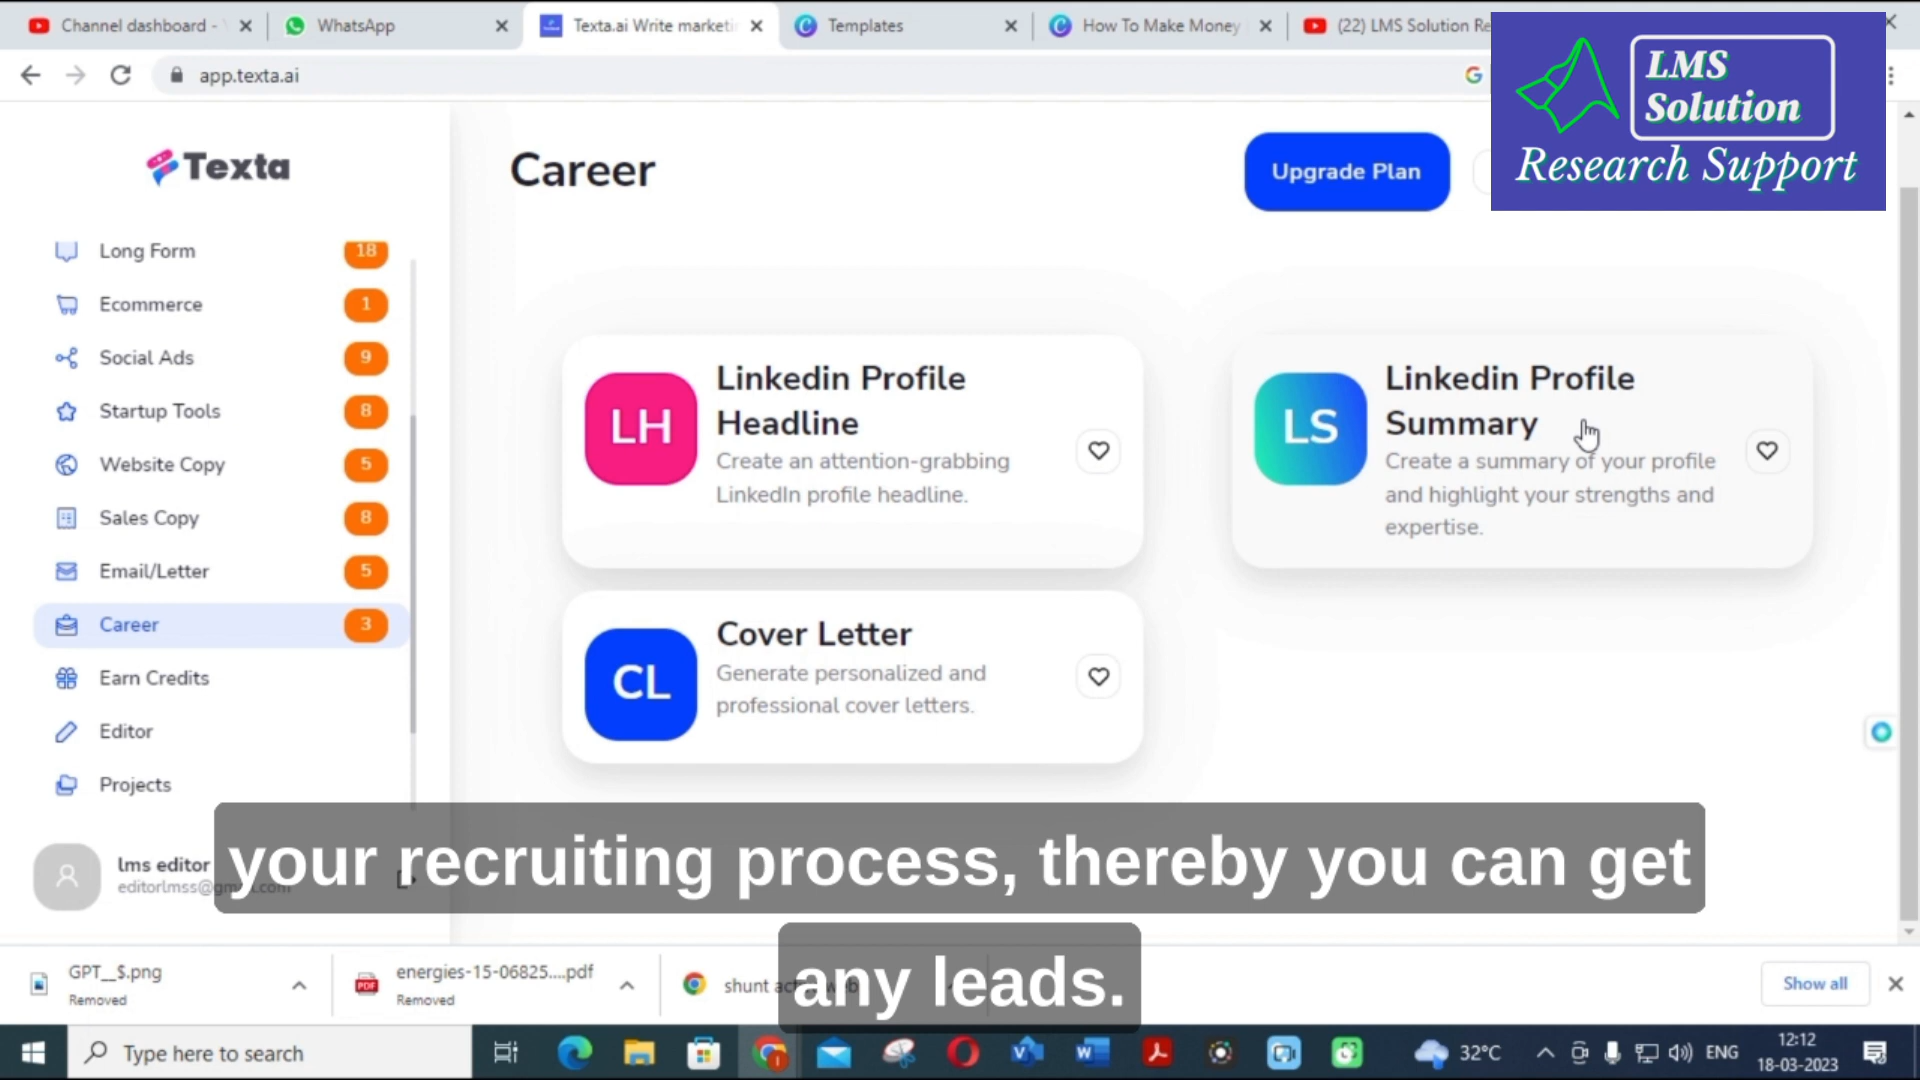 Channel dashboard -
WhatsApp
Texta.ai Write marketi
Templates
How To Make Money
(22) LMS Solution Re
app.texta.ai
LMS
Solution
Research Support
Texta
Career
Upgrade Plan
Long Form 18
Ecommerce 1
Social Ads 9
Startup Tools 8
Website Copy 5
Sales Copy 8
Email/Letter 5
Career 3
Earn Credits
Editor
Projects
lms editor
editorlmss@gmail.com
LH
Linkedin Profile
Headline
Create an attention-grabbing
LinkedIn profile headline.
LS
Linkedin Profile
Summary
Create a summary of your profile
and highlight your strengths and
expertise.
CL
Cover Letter
Generate personalized and
professional cover letters.
your recruiting process, thereby you can get
any leads.
GPT__$.png
Removed
PDF
energies-15-06825....pdf
Removed
shunt
Show all
Type here to search
32°C
ENG
12:12
18-03-2023